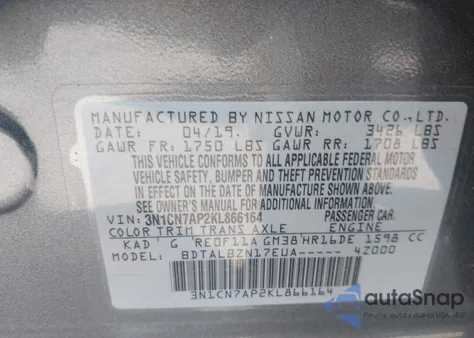 MANUFACTURED BY NISSAN MOTOR CO., LTD.
DATE: 04/19. GVWR: 3426 LBS
GAWR FR: 1750 LBS GAWR RR: 1708 LBS
THIS VEHICLE CONFORMS TO ALL APPLICABLE FEDERAL MOTOR
VEHICLE SAFETY, BUMPER AND THEFT PREVENTION STANDARDS
IN EFFECT ON THE DATE OF MANUFACTURE SHOWN ABOVE.
SEE OWNER'S MANUAL FOR ADDITIONAL INFORMATION.
VIN: 3N1CN7AP2KL866164 PASSENGER CAR.
COLOR TRIM TRANS AXLE ENGINE
KAD G RE0F11A GM38 HR16DE 1598 CC
MODEL: BDTALBZN17EUA- 4Z000
3N1CN7AP2KL866164
autoSnap